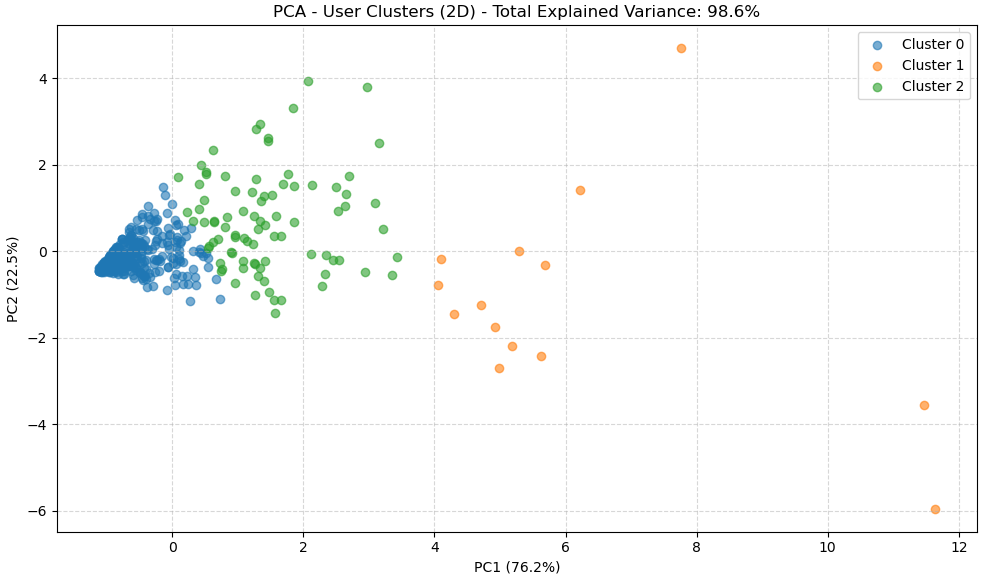 PCA - User Clusters (2D) - Total Explained Variance: 98.6%
Cluster 0
Cluster 1
Cluster 2
PC2 (22.5%)
4
2
0
−2
−4
−6
0 2 4 6 8 10 12
PC1 (76.2%)